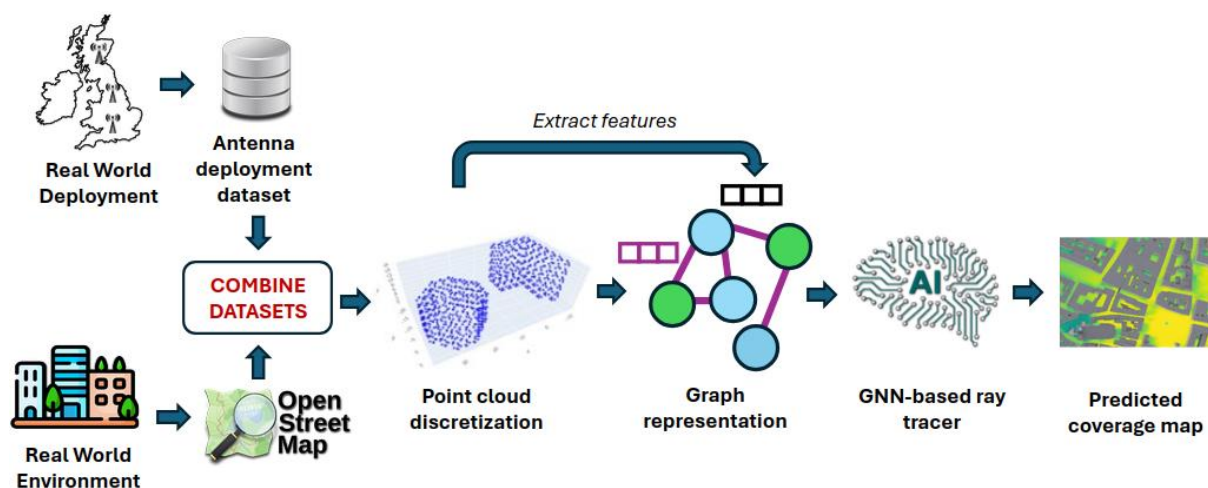 Real World
Deployment
Antenna
deployment
dataset
Extract features
COMBINE
DATASETS
Real World
Environment
Open
Street
Map
Point cloud
discretization
Graph
representation
AI
GNN-based ray
tracer
Predicted
coverage map